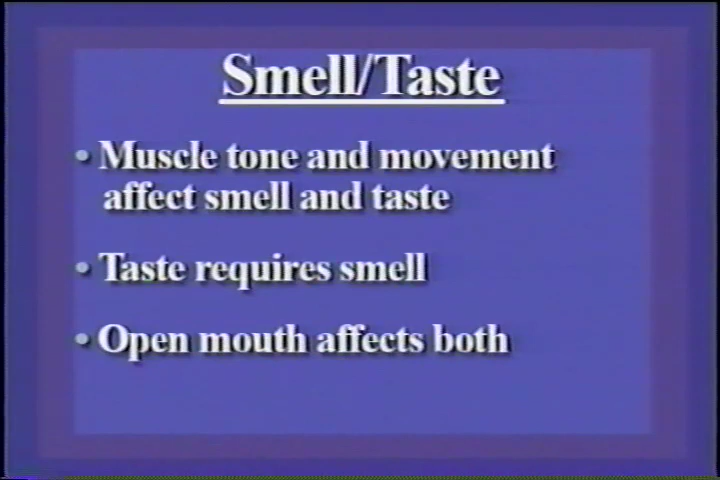 Smell/Taste
• Muscle tone and movement
affect smell and taste
• Taste requires smell
• Open mouth affects both